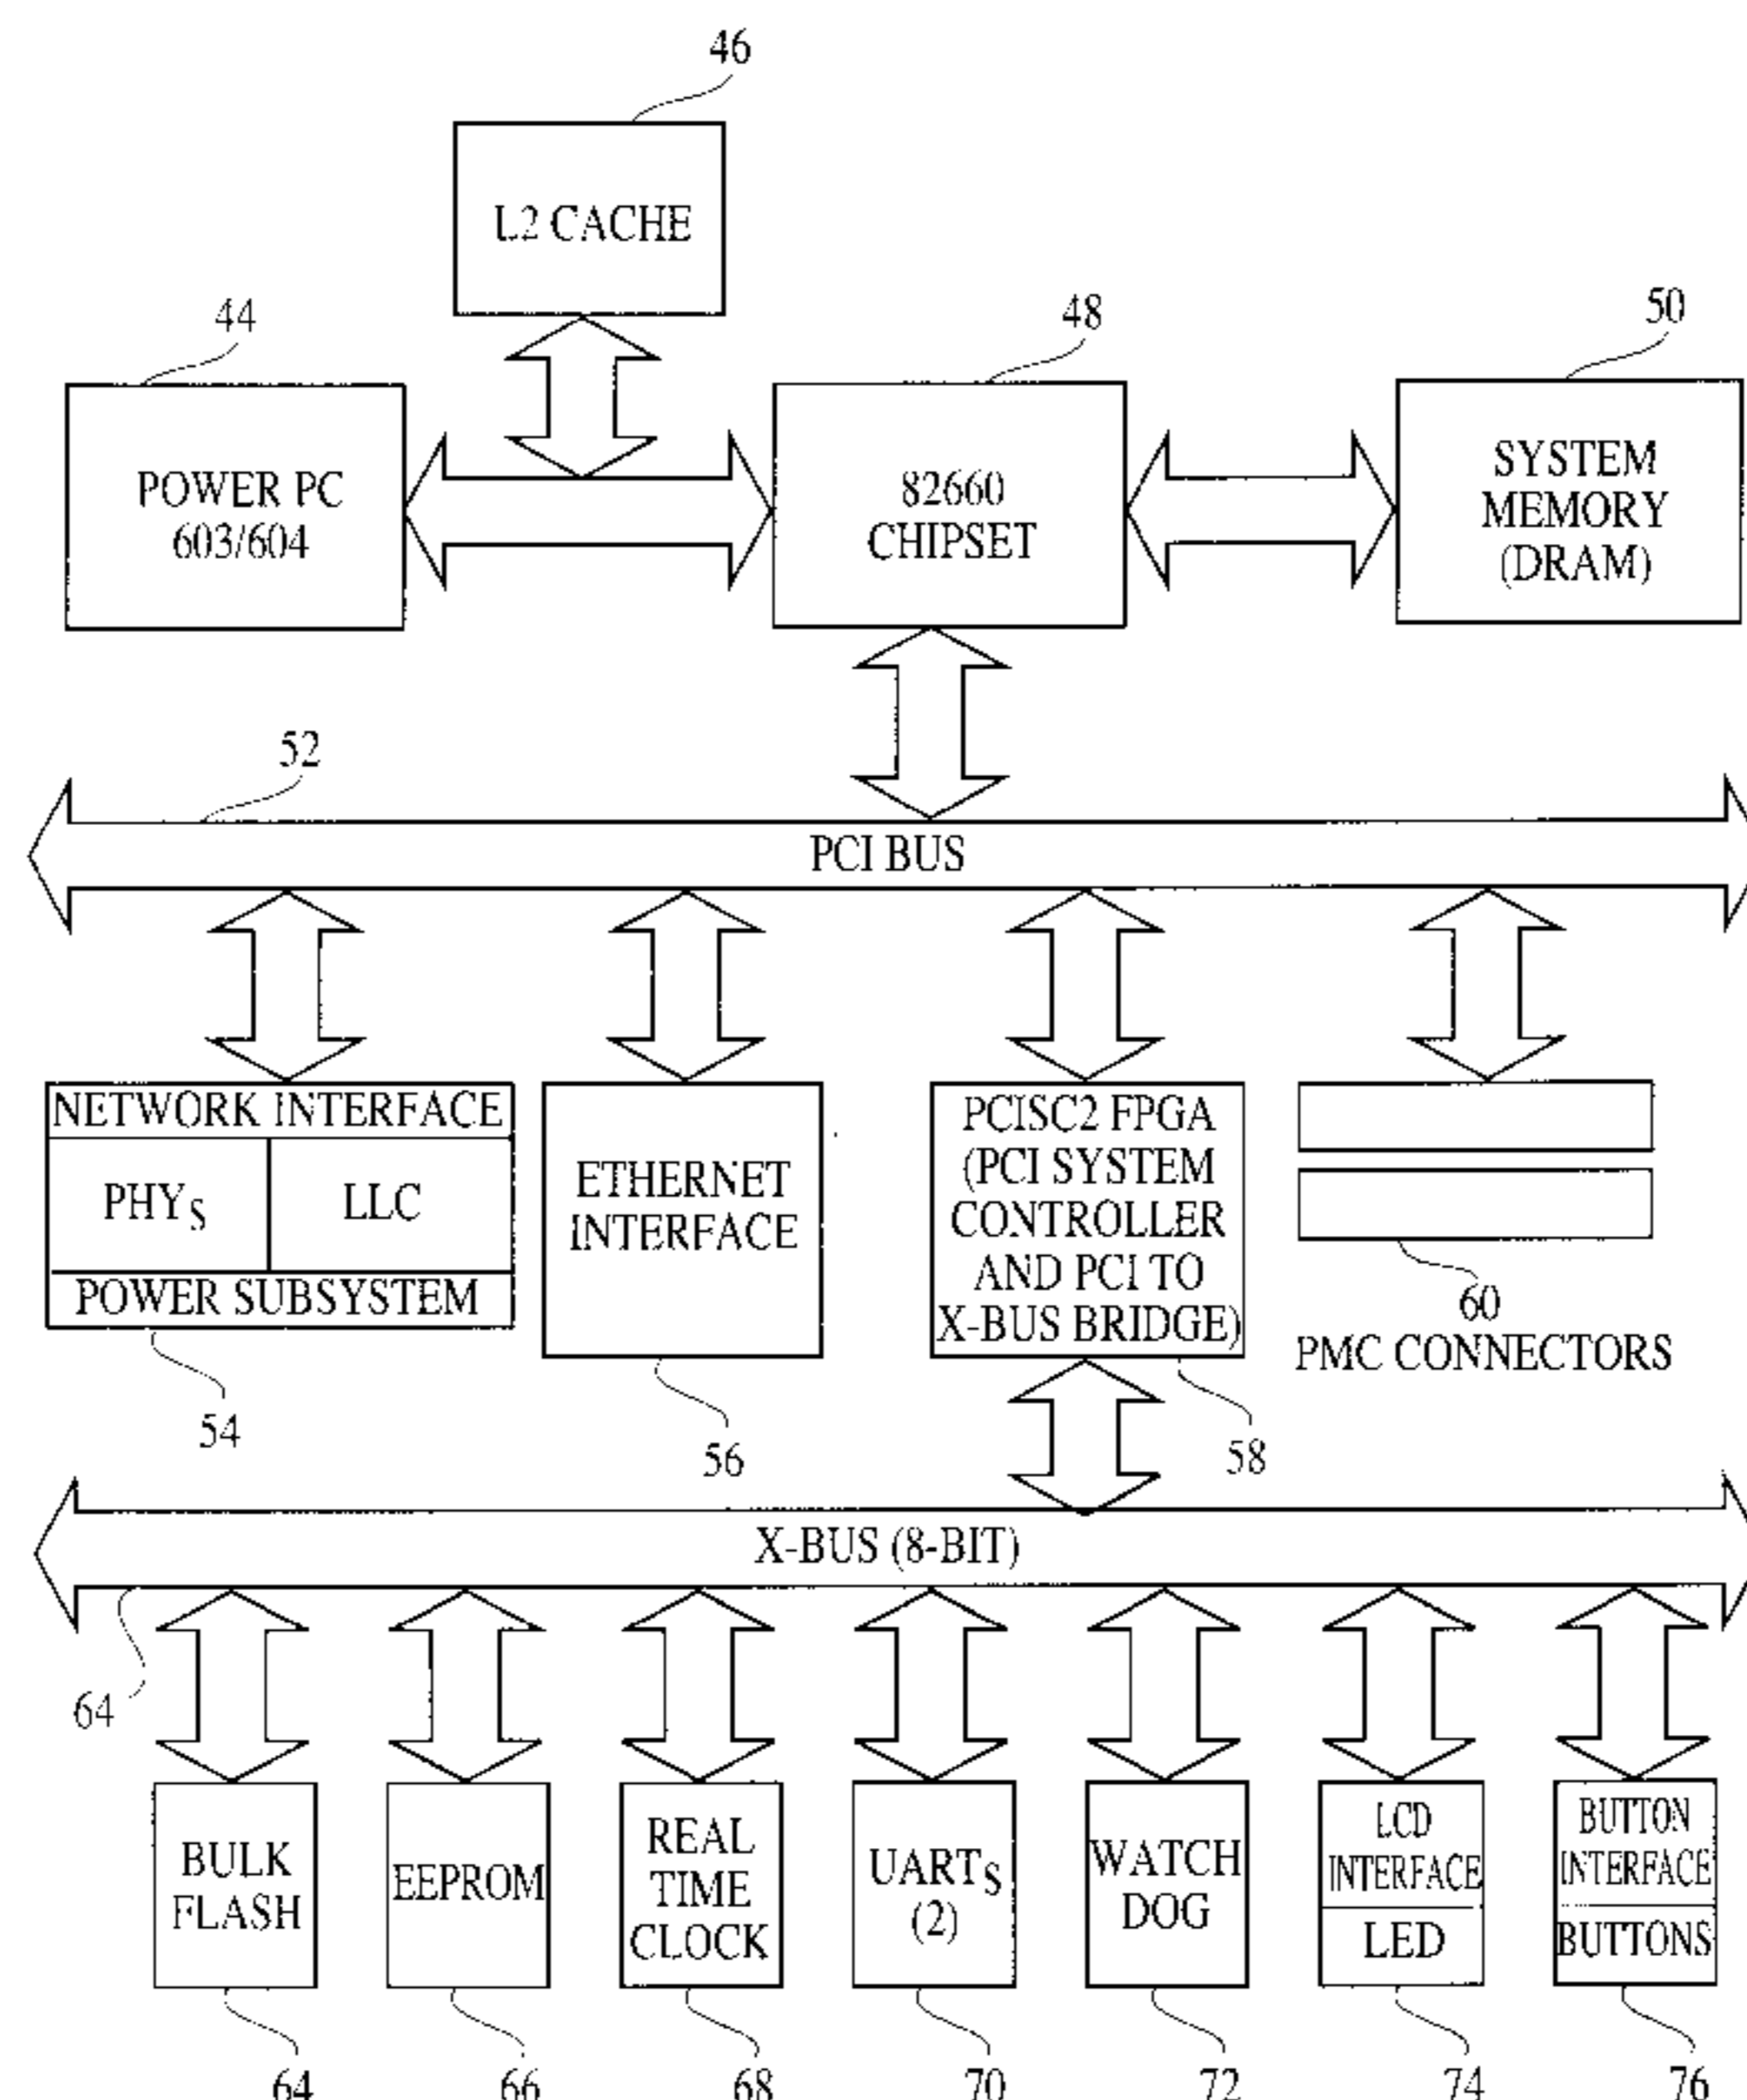 46
L2 CACHE
44
48
50
POWER PC
603/604
82660
CHIPSET
SYSTEM
MEMORY
(DRAM)
52
PCI BUS
NETWORK INTERFACE
PHYS
LLC
POWER SUBSYSTEM
ETHERNET
INTERFACE
PCISC2 FPGA
(PCI SYSTEM
CONTROLLER
AND PCI TO
X-BUS BRIDGE)
60
PMC CONNECTORS
54
56
58
X-BUS (8-BIT)
64
BULK
FLASH
EEPROM
REAL
TIME
CLOCK
UARTS
(2)
WATCH
DOG
LCD
INTERFACE
LED
BUTTON
INTERFACE
BUTTONS
64
66
68
70
72
74
76